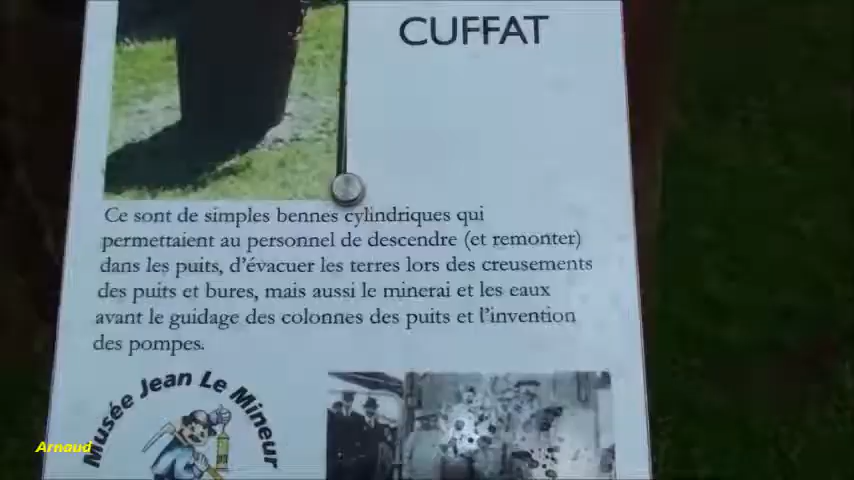 CUFFAT
Ce sont de simples bennes cylindriques qui
permettaient au personnel de descendre (et remonter)
dans les puits, d'évacuer les terres lors des creusements
des puits et bures, mais aussi le minerai et les eaux
avant le guidage des colonnes des puits et l'invention
des pompes.
Musée Jean Le Mineur
Arnaud